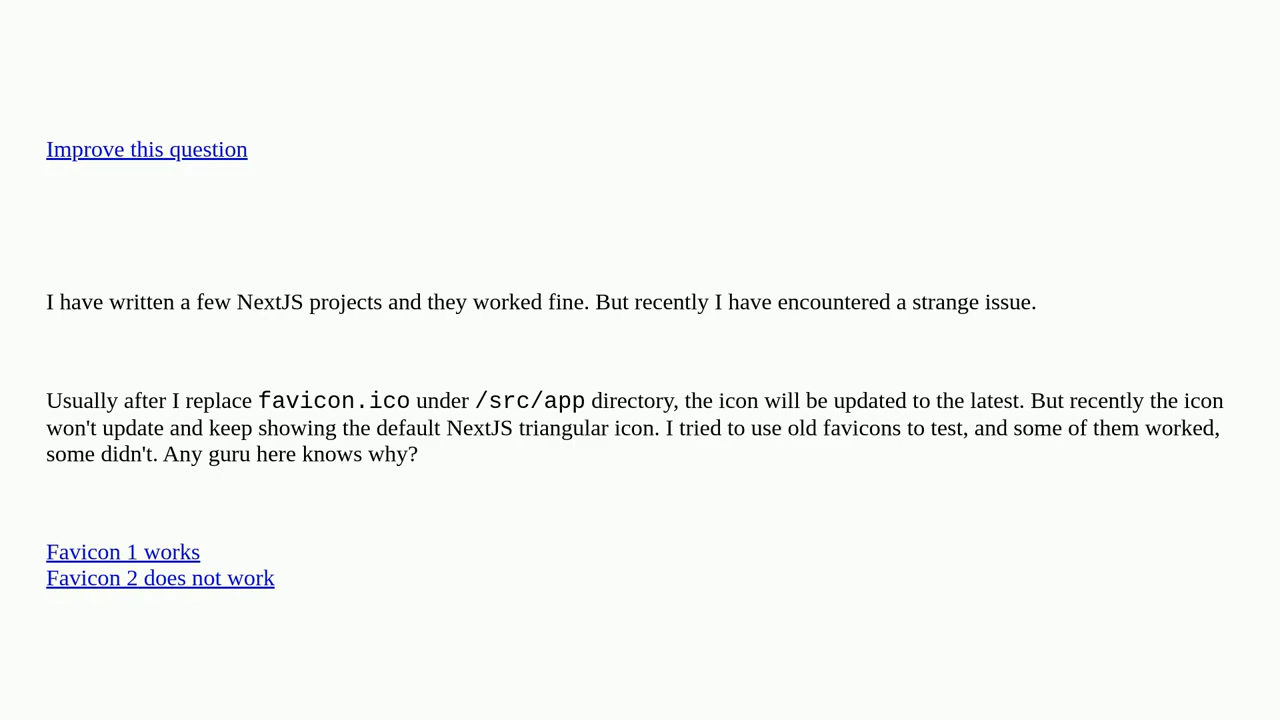 Improve this question
I have written a few NextJS projects and they worked fine. But recently I have encountered a strange issue.
Usually after I replace favicon.ico under /src/app directory, the icon will be updated to the latest. But recently the icon
won't update and keep showing the default NextJS triangular icon. I tried to use old favicons to test, and some of them worked,
some didn't. Any guru here knows why?
Favicon 1 works
Favicon 2 does not work